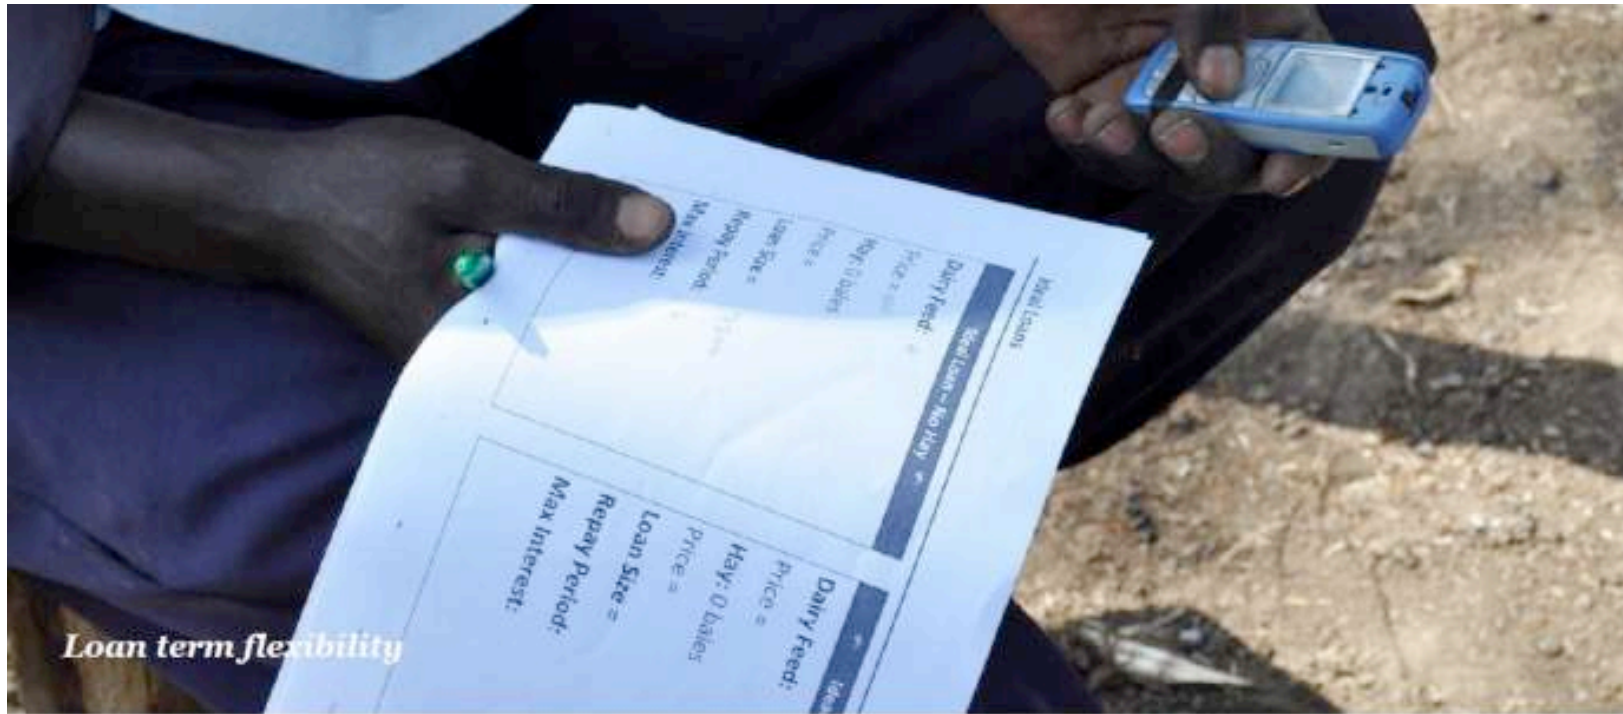 Ideal Loans
Ideal Loan – No Hay
Dairy Feed:
Price =
Hay: 0 bales
Price =
Loan Size =
Repay Period:
Max Interest:
Dairy Feed:
Price =
Hay: 0 bales
Price =
Loan Size =
Repay Period:
Max Interest:
Loan term flexibility